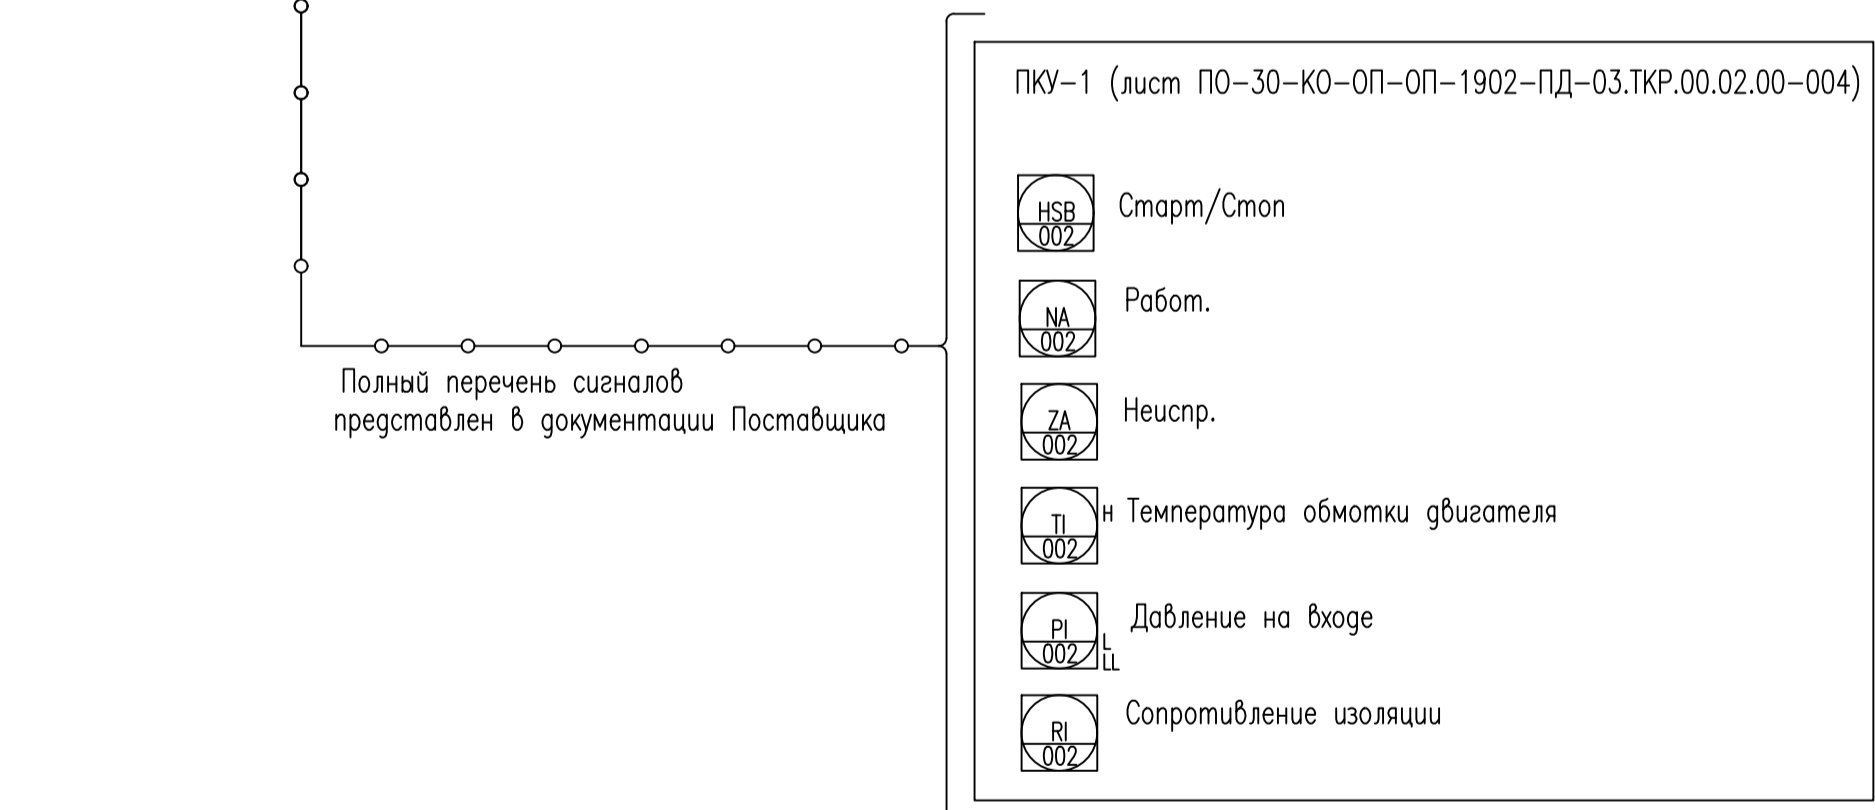 ПКУ-1 (лист ПО-30-КО-ОП-ОП-1902-ПД-03.ТКР.00.02.00-004)
HSB
002
Старт/Стоп
NA
002
Работ.
Полный перечень сигналов
представлен в документации Поставщика
ZA
002
Неиспр.
TI
002
H
Температура обмотки двигателя
PI
002
L
LL
Давление на входе
RI
002
Сопротивление изоляции